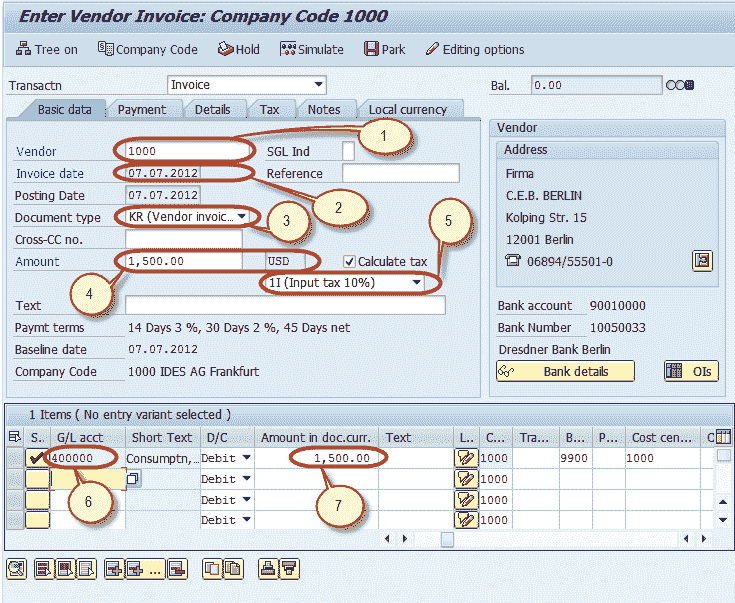 Enter Vendor Invoice: Company Code 1000
Tree on Company Code Hold Simulate Park Editing options
Transactn Invoice Bal. 0.00
Basic data Payment Details Tax Notes Local currency
Vendor 1000 SGL Ind
Invoice date 07.07.2012 Reference
Posting Date 07.07.2012
Document type KR (Vendor invoic...
Cross-CC no.
Amount 1,500.00 USD Calculate tax
1I (Input tax 10%)
Text
Paymt terms 14 Days 3 %, 30 Days 2 %, 45 Days net
Baseline date 07.07.2012
Company Code 1000 IDES AG Frankfurt
1
2
3
4
5
Vendor
Address
Firma
C.E.B. BERLIN
Kolping Str. 15
12001 Berlin
06894/55501-0
Bank account 90010000
Bank Number 10050033
Dresdner Bank Berlin
Bank details OIs
1 Items ( No entry variant selected )
S.. G/L acct Short Text D/C Amount in doc.curr. Text L.. C... Tra... B... P... Cost cen... O
400000 Consumptn,... Debit 1,500.00 1000 9900 1000
Debit 1000
Debit 1000
Debit 1000
6
7